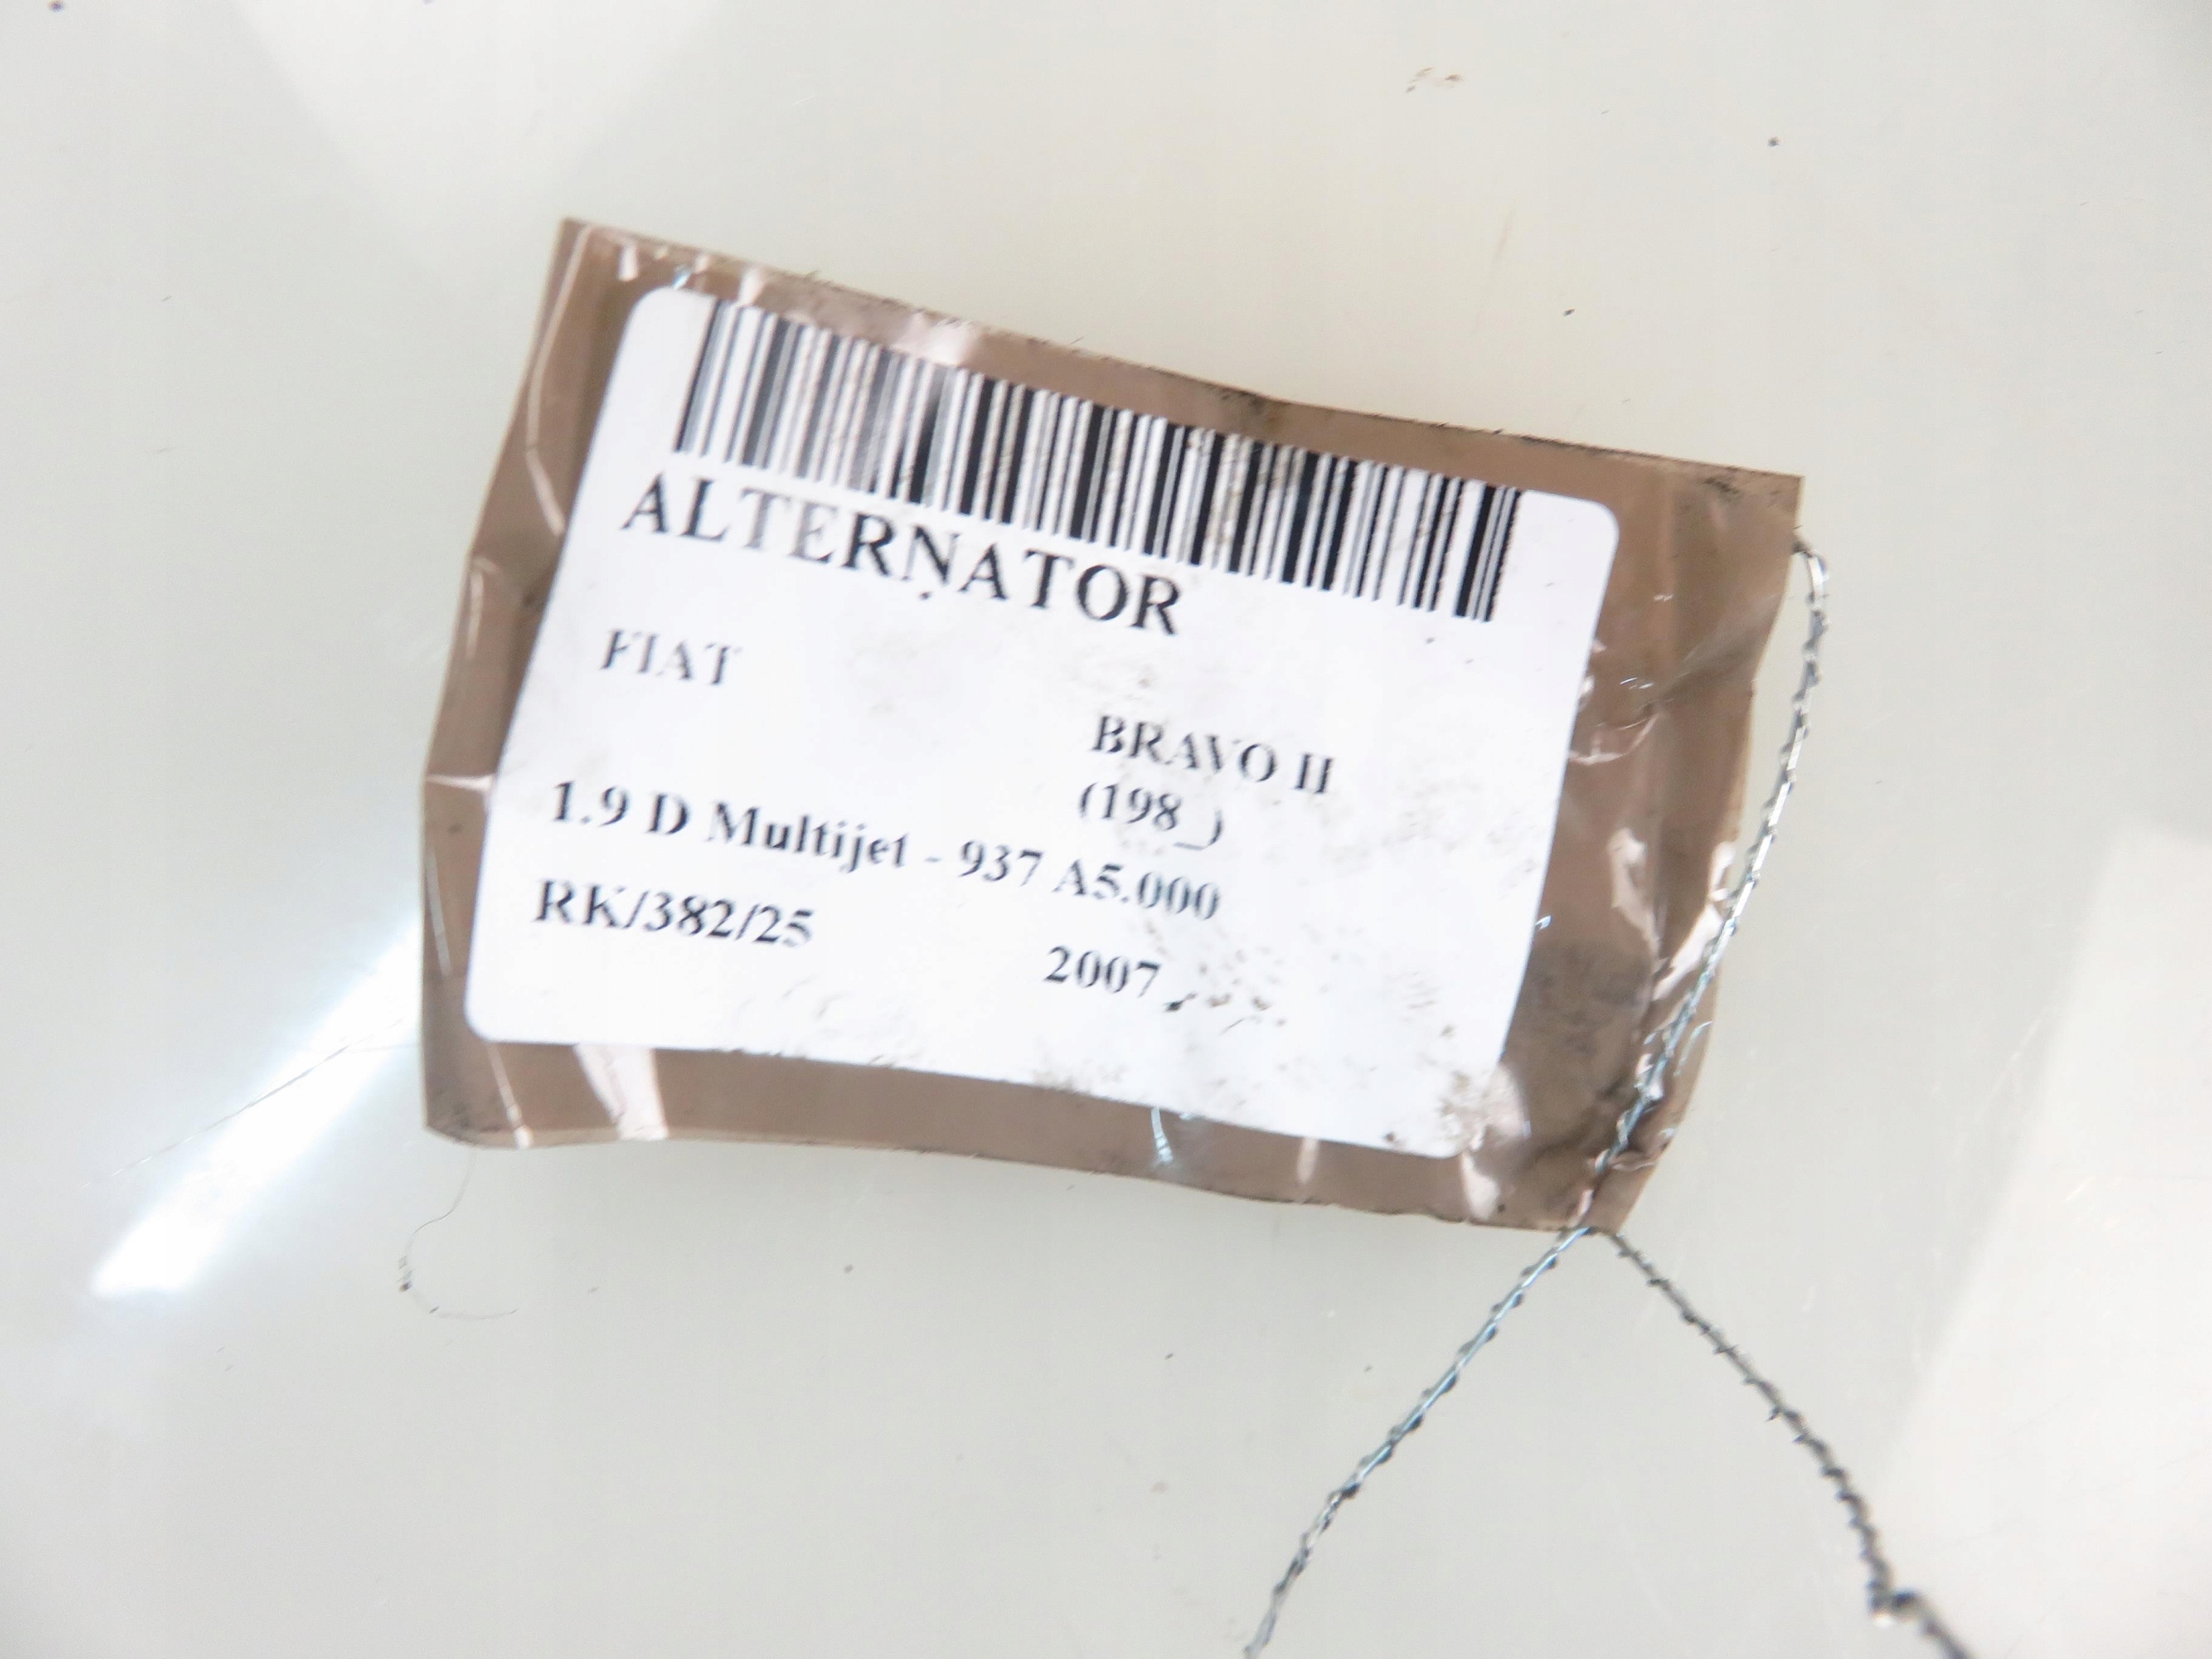 ALTERNATOR
FIAT
BRAVO II
(198_)
1.9 D Multijet - 937 A5.000
RK/382/25
2007